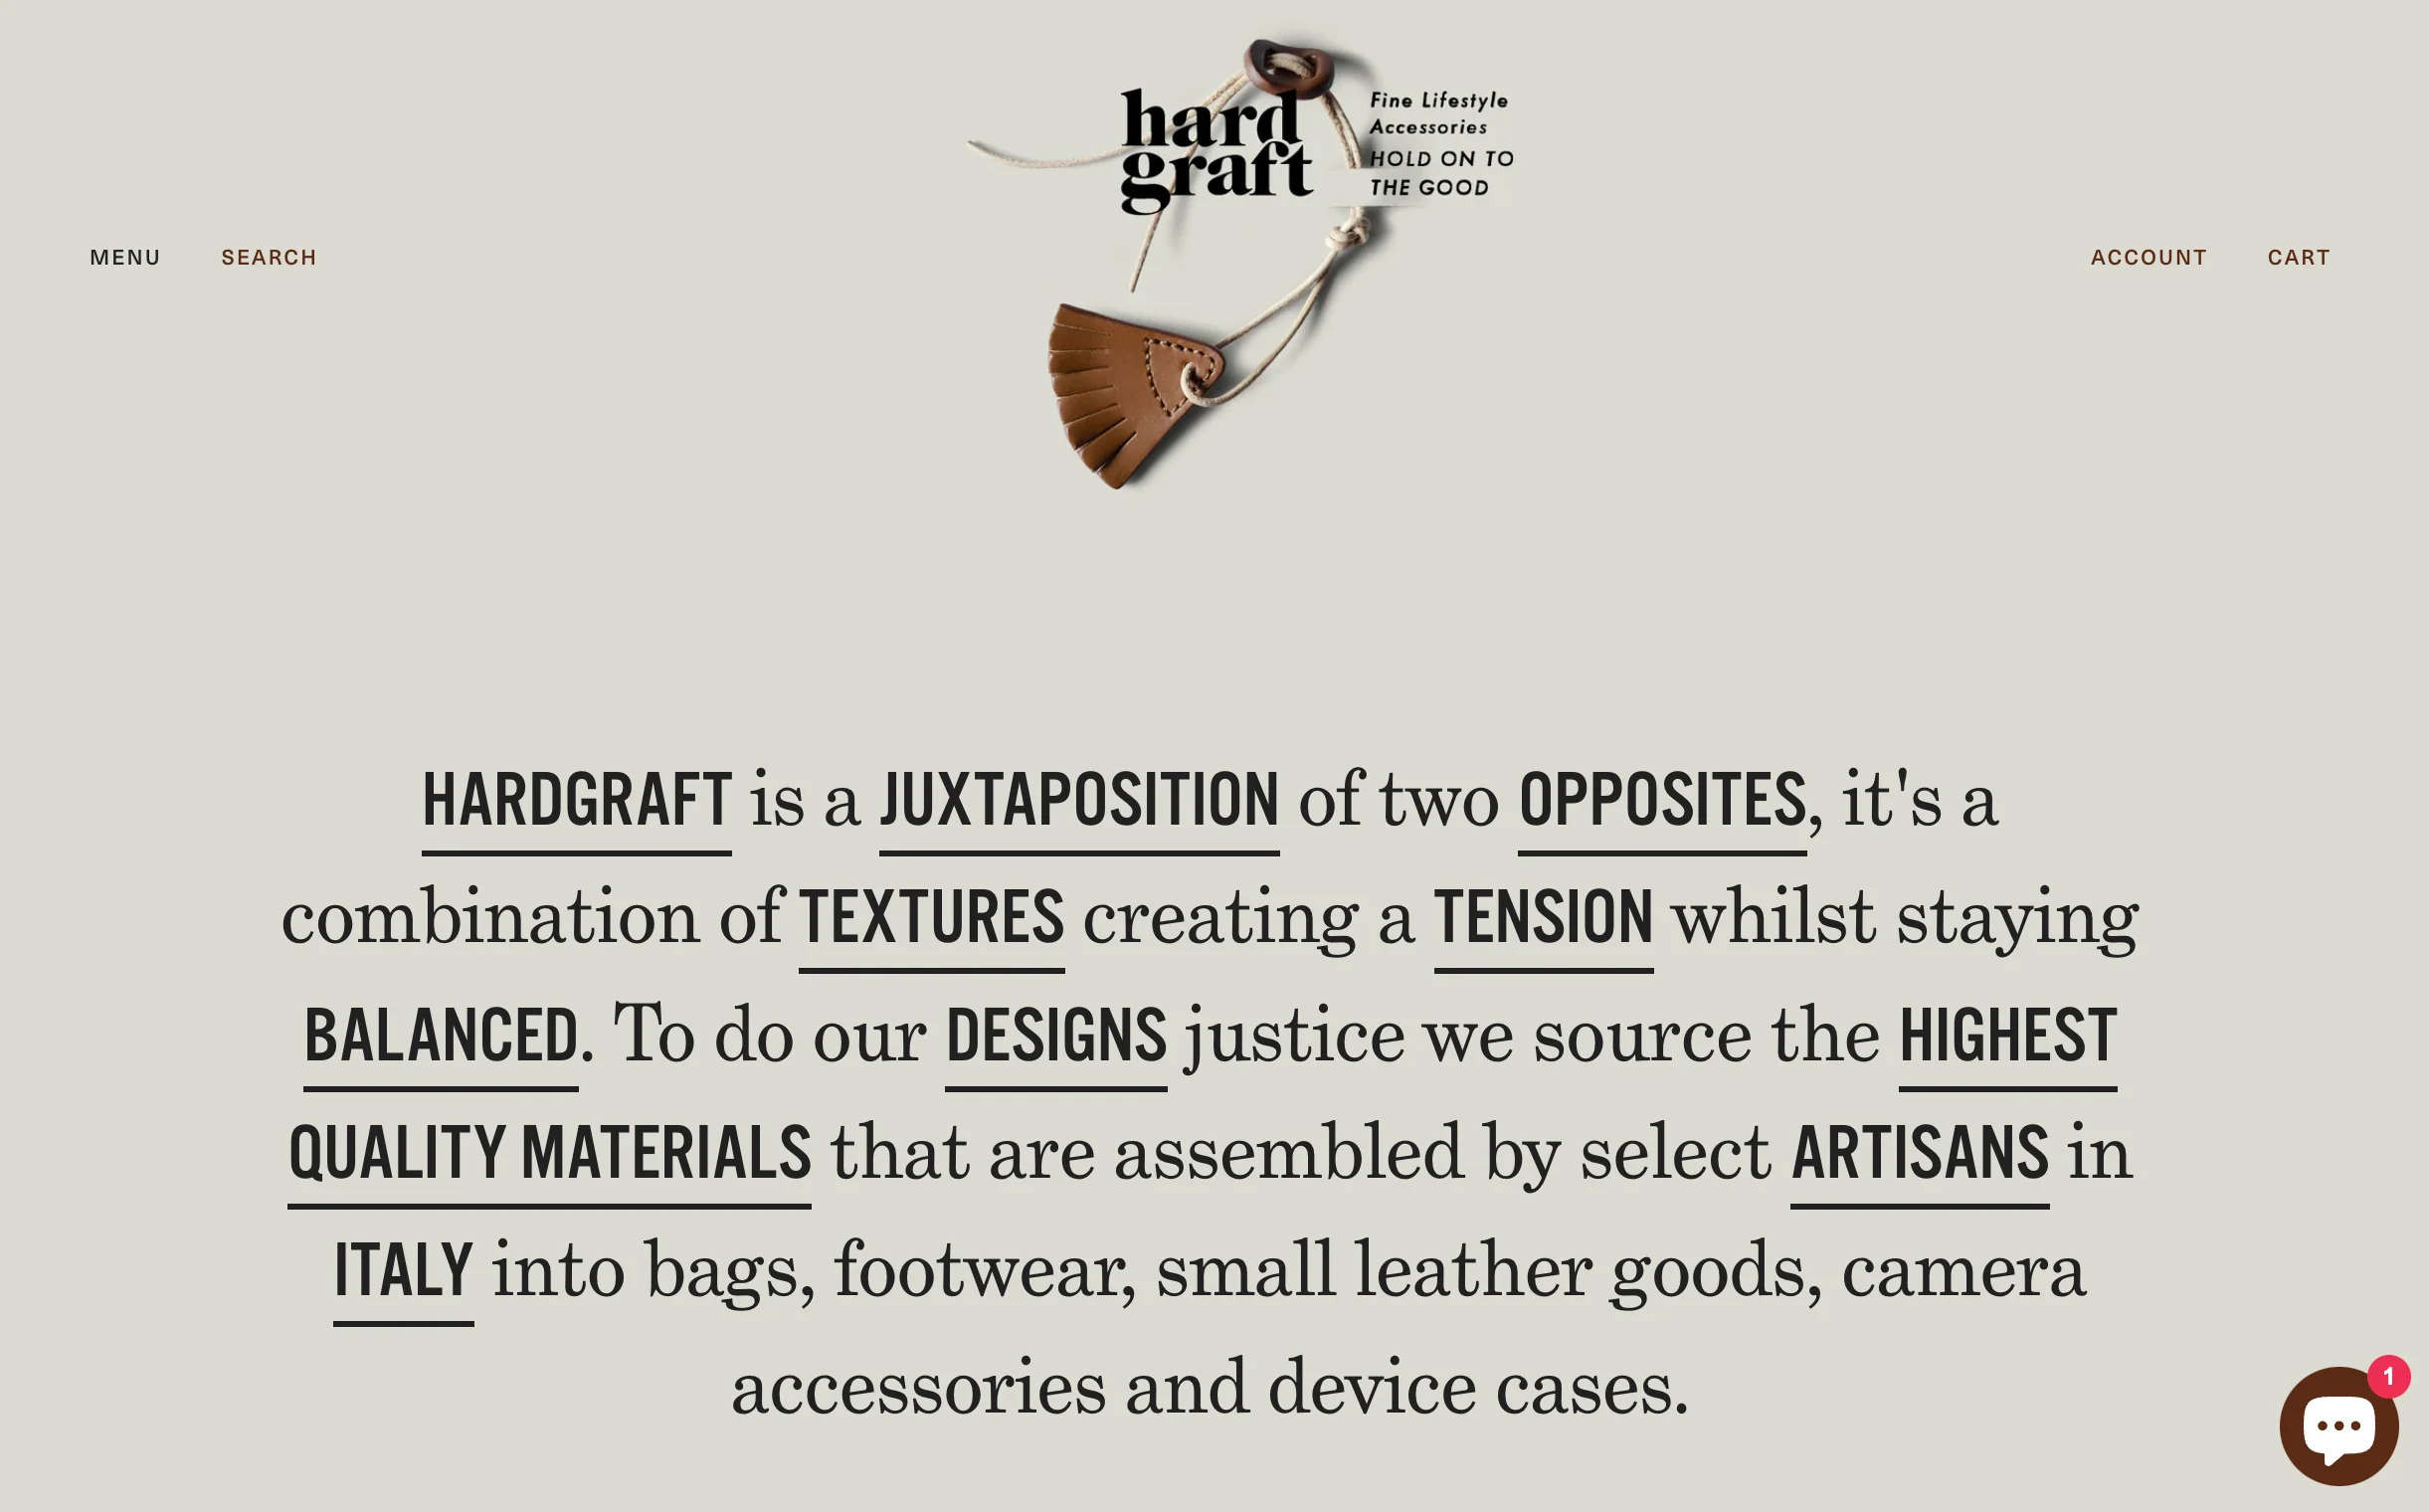 hard
graft
Fine Lifestyle
Accessories
HOLD ON TO
THE GOOD
MENU
SEARCH
ACCOUNT
CART
HARDGRAFT is a JUXTAPOSITION of two OPPOSITES, it's a
combination of TEXTURES creating a TENSION whilst staying
BALANCED. To do our DESIGNS justice we source the HIGHEST
QUALITY MATERIALS that are assembled by select ARTISANS in
ITALY into bags, footwear, small leather goods, camera
accessories and device cases.
1